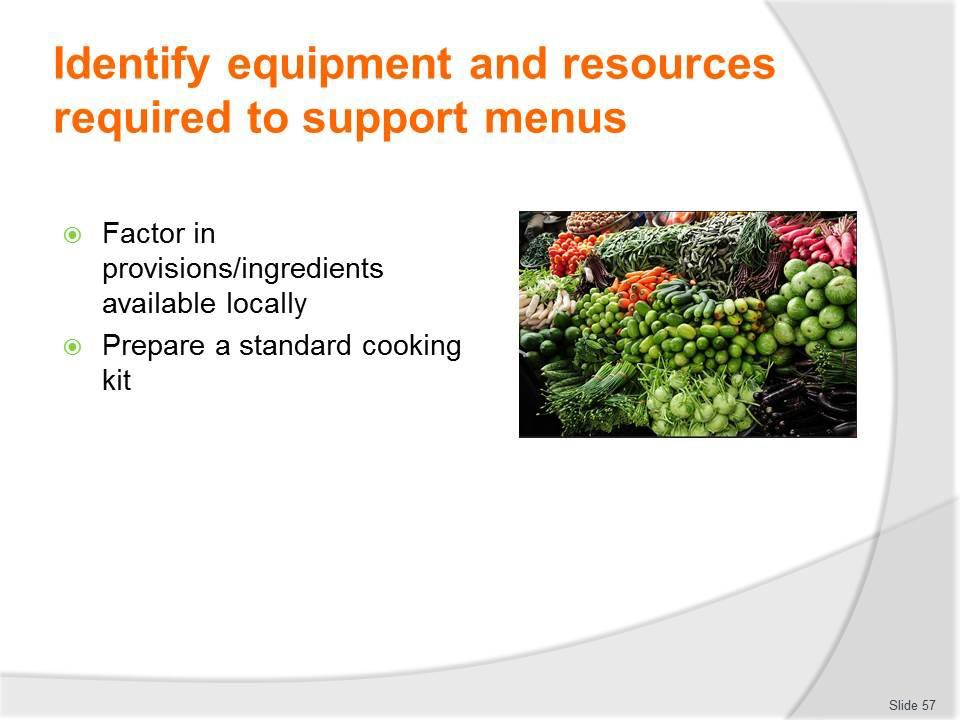 Identify equipment and resources
required to support menus
Factor in
provisions/ingredients
available locally
Prepare a standard cooking
kit
Slide 57